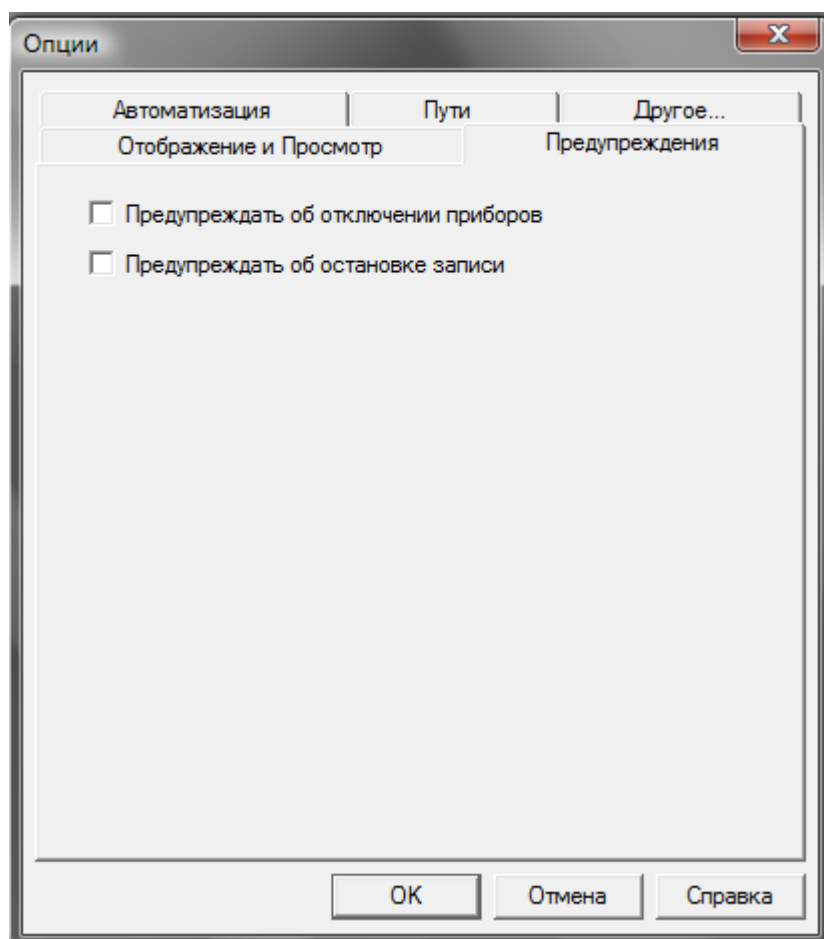 Опции
Автоматизация
Пути
Другое...
Отображение и Просмотр
Предупреждения
Предупреждать об отключении приборов
Предупреждать об остановке записи
OK
Отмена
Справка